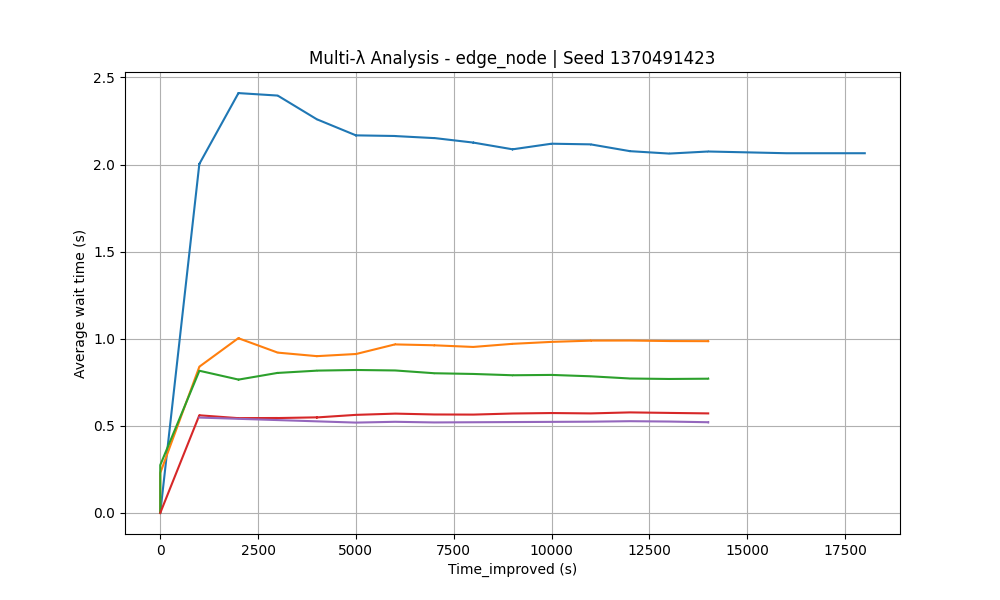 Multi-λ Analysis - edge_node | Seed 1370491423
Average wait time (s)
2.5
2.0
1.5
1.0
0.5
0.0
0 2500 5000 7500 10000 12500 15000 17500
Time_improved (s)